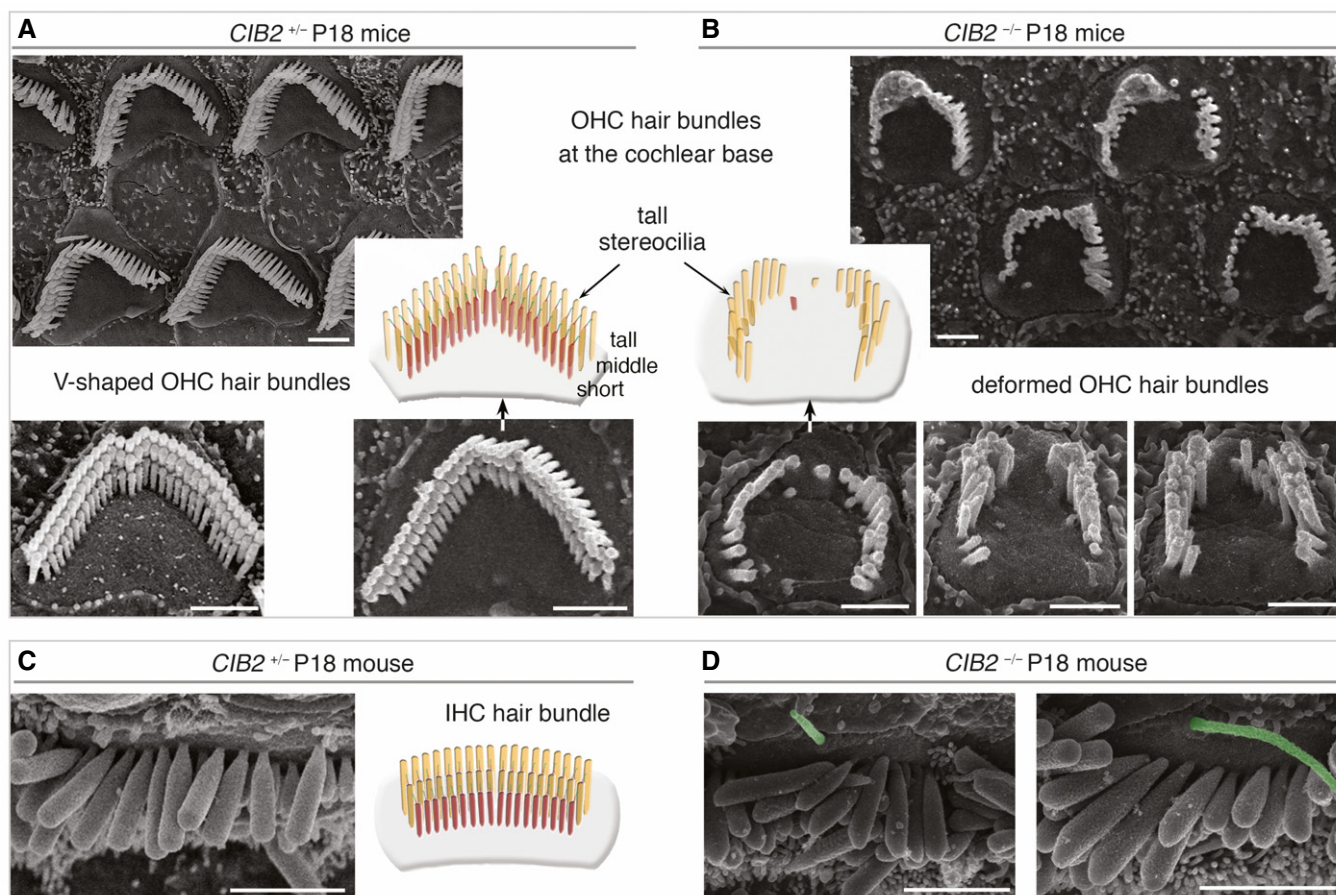 A
CIB2 +/– P18 mice
B
CIB2 –/– P18 mice
OHC hair bundles
at the cochlear base
tall
stereocilia
tall
middle
short
V-shaped OHC hair bundles
deformed OHC hair bundles
C
CIB2 +/– P18 mouse
IHC hair bundle
D
CIB2 –/– P18 mouse